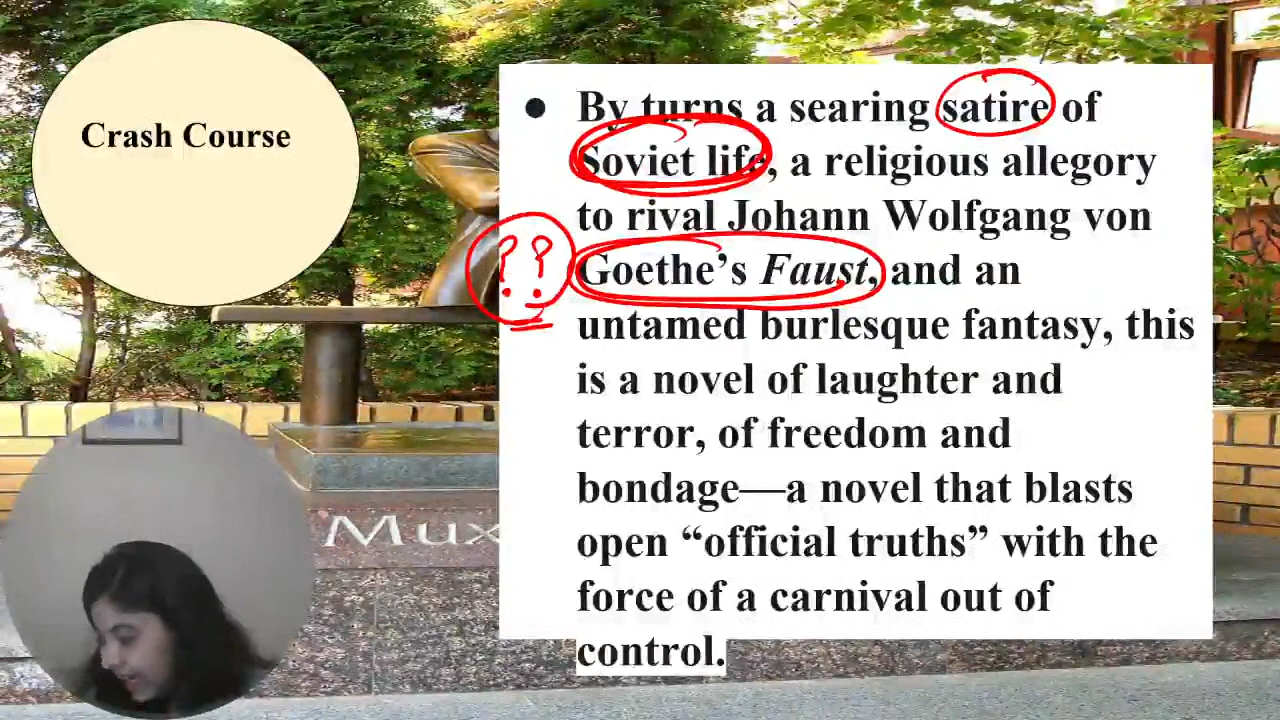 Crash Course
● By turns a searing satire of
Soviet life, a religious allegory
to rival Johann Wolfgang von
??
Goethe’s Faust, and an
untamed burlesque fantasy, this
is a novel of laughter and
terror, of freedom and
bondage—a novel that blasts
open “official truths” with the
force of a carnival out of
control.
Мих